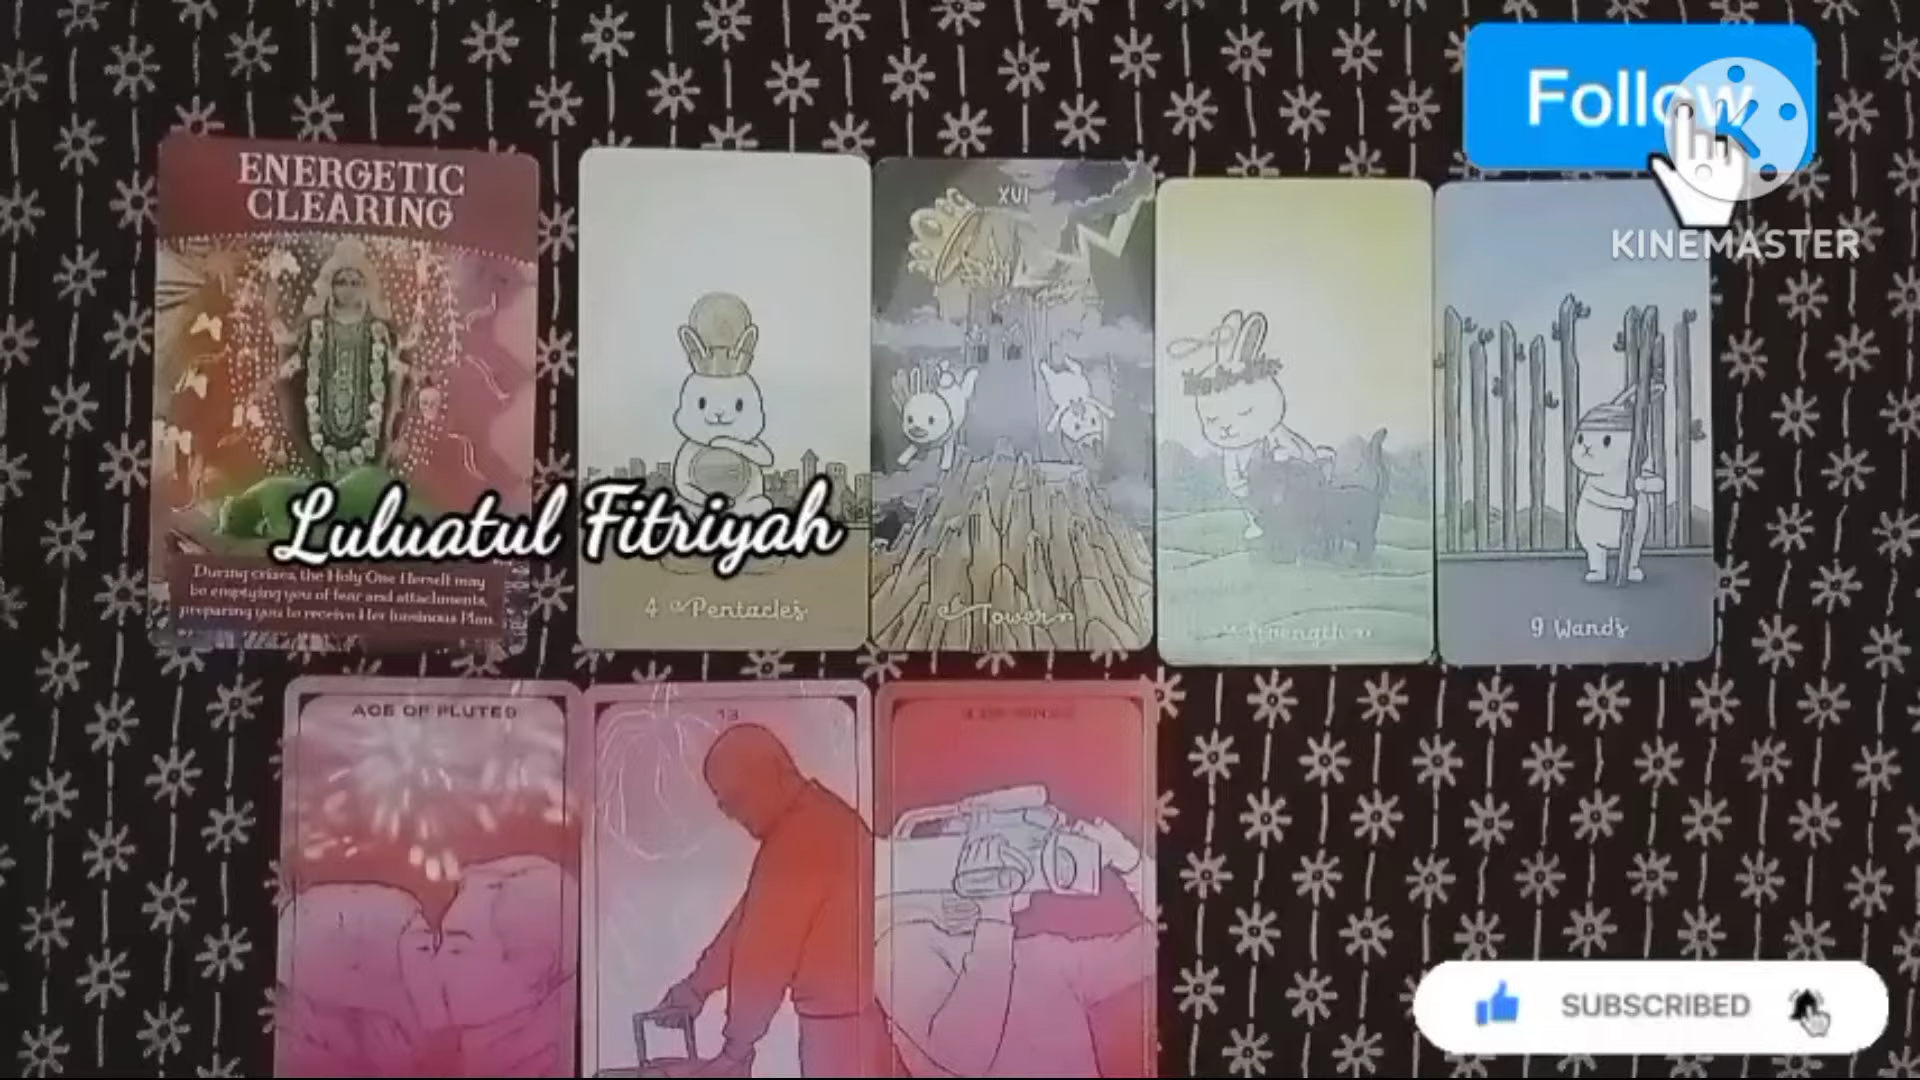 Follow
KINEMASTER
ENERGETIC
CLEARING
XVI
Luluatul Fitriyah
During crises, the Holy One Herself may
be emptying you of fear and attachments,
preparing you to receive Her luminous Plan.
4 Pentacles
Tower
Strength
9 Wands
ACE OF FLUTES
13
SUBSCRIBED